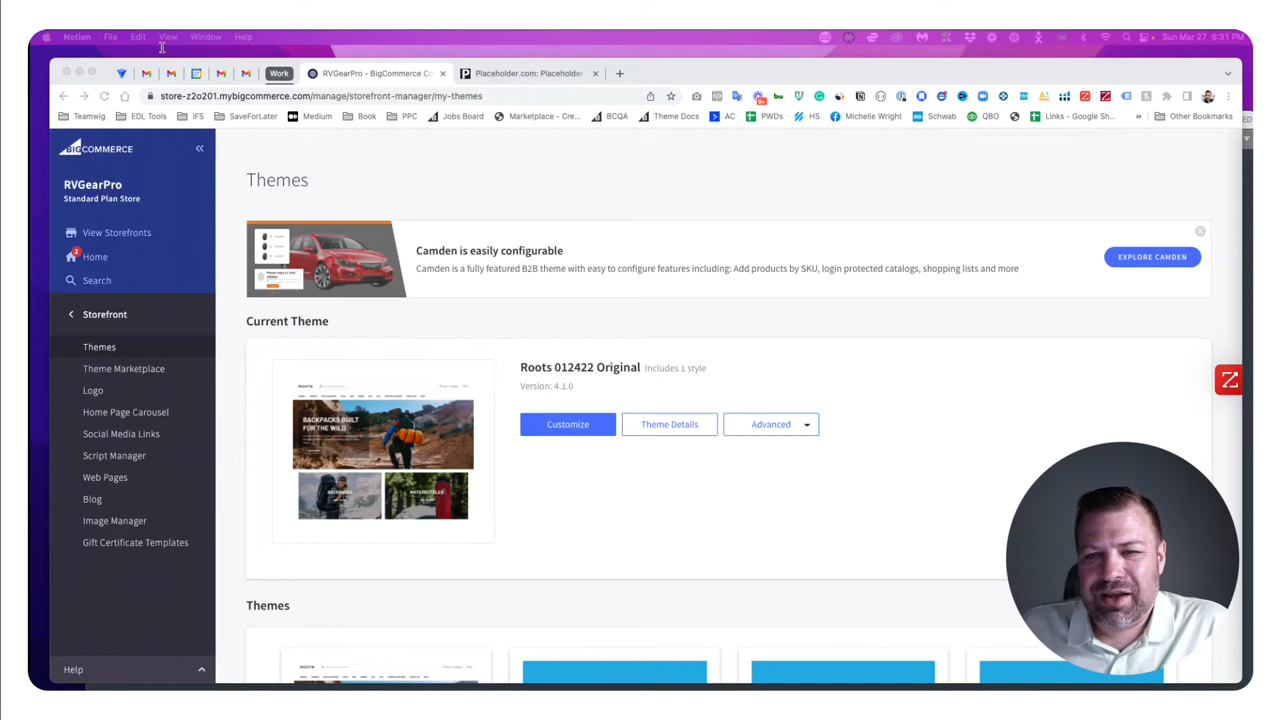 Notion File Edit View Window Help Sun Mar 27 6:31 PM
Work RVGearPro - BigCommerce Co Placeholder.com: Placeholder.
store-z2o201.mybigcommerce.com/manage/storefront-manager/my-themes 9+
Teamwig EDL Tools IFS SaveForLater Medium Book PPC Jobs Board Marketplace - Cre... BCQA Theme Docs AC PWDs HS Michelle Wright Schwab QBO Links - Google Sh... » Other Bookmarks
BIGCOMMERCE «
RVGearPro
Standard Plan Store
View Storefronts
2 Home
Search
Storefront
Themes
Theme Marketplace
Logo
Home Page Carousel
Social Media Links
Script Manager
Web Pages
Blog
Image Manager
Gift Certificate Templates
Help
Themes
Camden is easily configurable
Camden is a fully featured B2B theme with easy to configure features including: Add products by SKU, login protected catalogs, shopping lists and more
EXPLORE CAMDEN
Current Theme
ROOTS
BACKPACKS BUILT
FOR THE WILD
BACKPACKS WATERBOTTLES
Roots 012422 Original Includes 1 style
Version: 4.1.0
Customize Theme Details Advanced
Themes
ROOTS